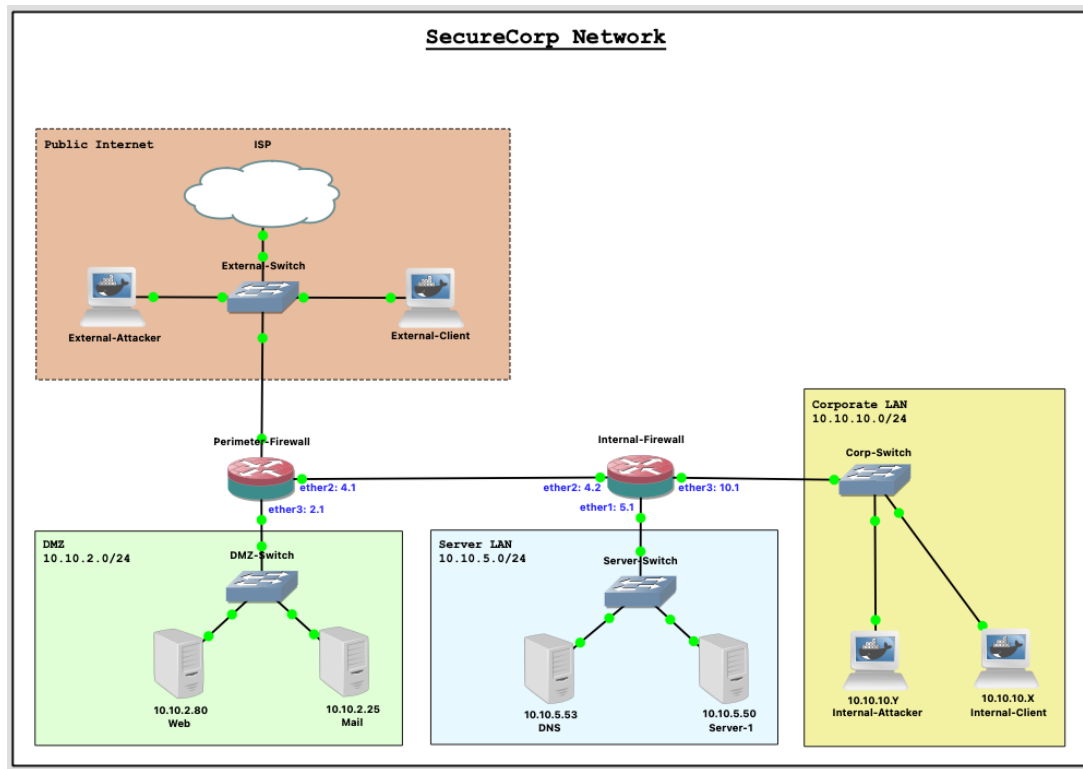 SecureCorp Network
Public Internet
ISP
External-Switch
External-Attacker
External-Client
Perimeter-Firewall
ether2: 4.1
ether3: 2.1
Internal-Firewall
ether2: 4.2
ether3: 10.1
ether1: 5.1
Corporate LAN
10.10.10.0/24
Corp-Switch
10.10.10.Y
Internal-Attacker
10.10.10.X
Internal-Client
DMZ
10.10.2.0/24
DMZ-Switch
10.10.2.80
Web
10.10.2.25
Mail
Server LAN
10.10.5.0/24
Server-Switch
10.10.5.53
DNS
10.10.5.50
Server-1